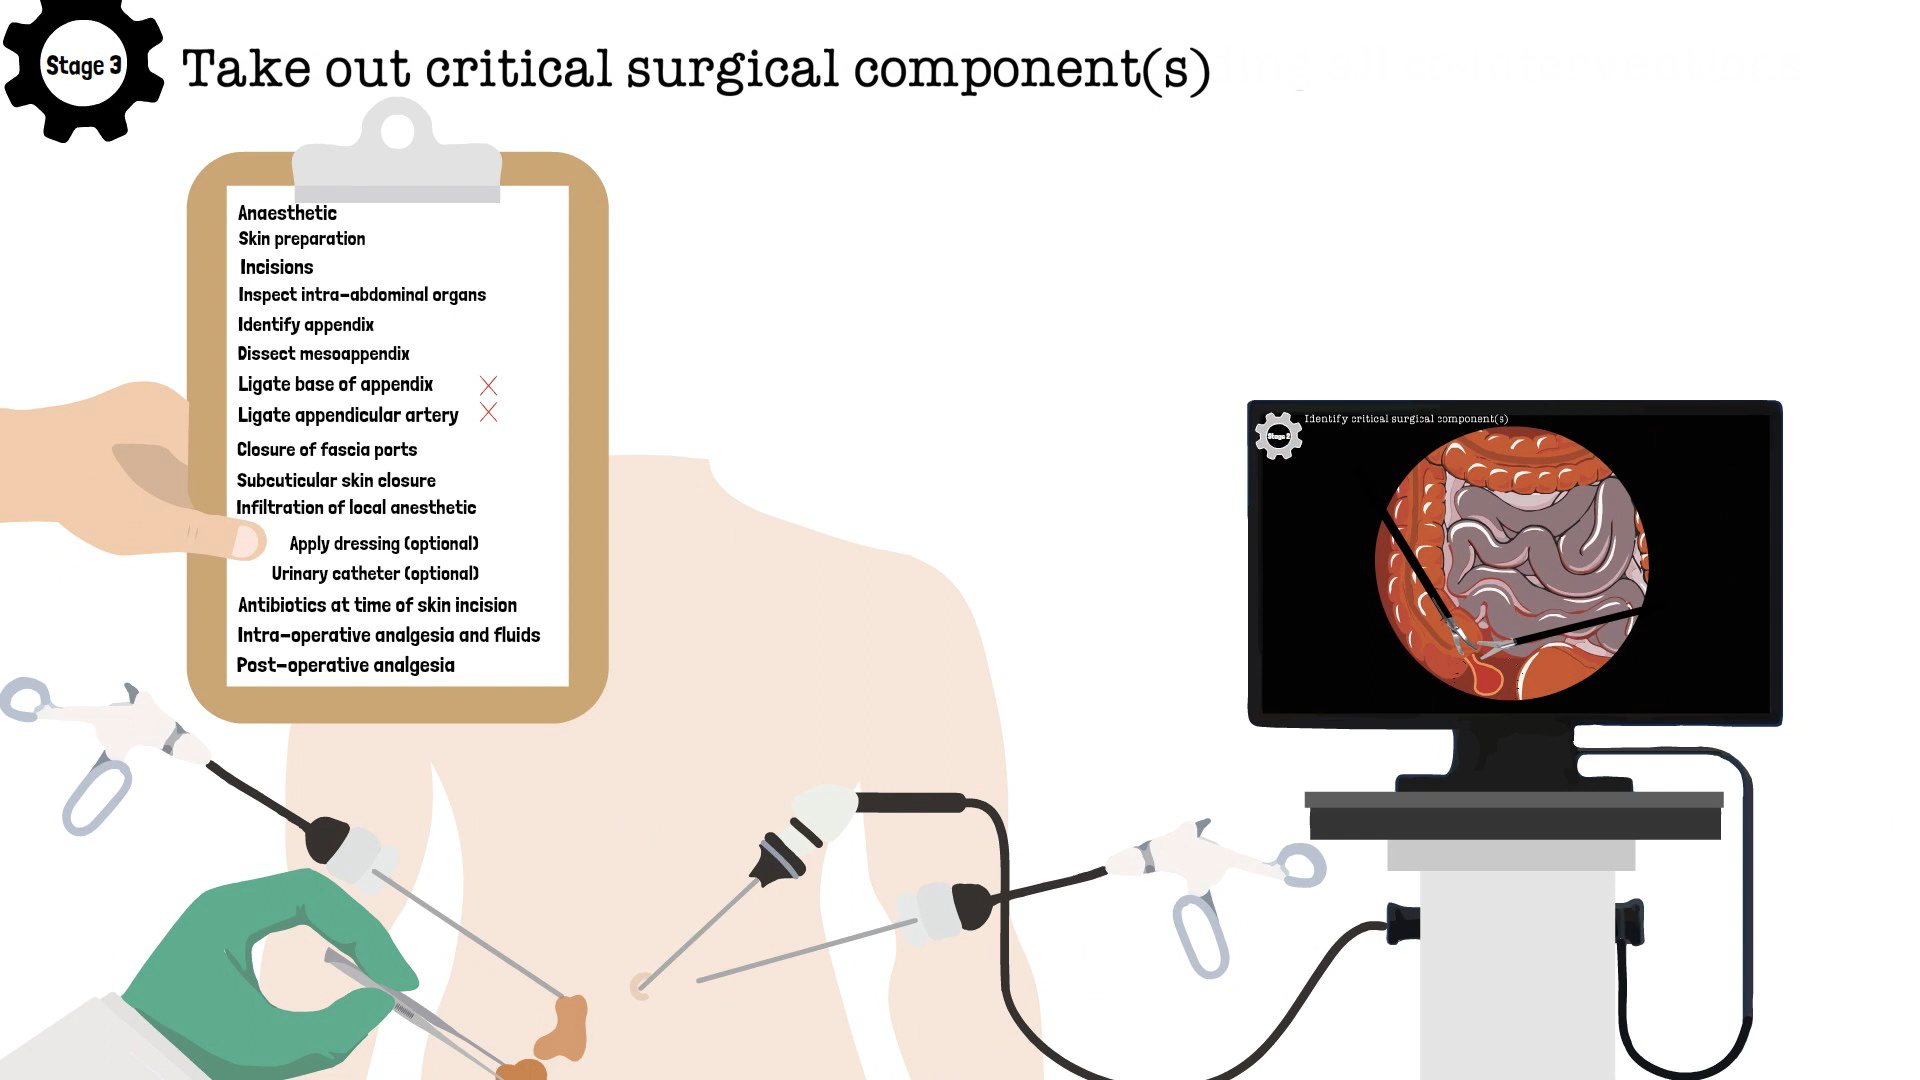 Stage 3
Take out critical surgical component(s)
Anaesthetic
Skin preparation
Incisions
Inspect intra-abdominal organs
Identify appendix
Dissect mesoappendix
Ligate base of appendix
Ligate appendicular artery
Closure of fascia ports
Subcuticular skin closure
Infiltration of local anesthetic
Apply dressing (optional)
Urinary catheter (optional)
Antibiotics at time of skin incision
Intra-operative analgesia and fluids
Post-operative analgesia
Identify critical surgical component(s)
Stage 2